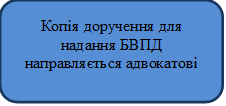 Копія доручення для
надання БВПД
направляється адвокатові